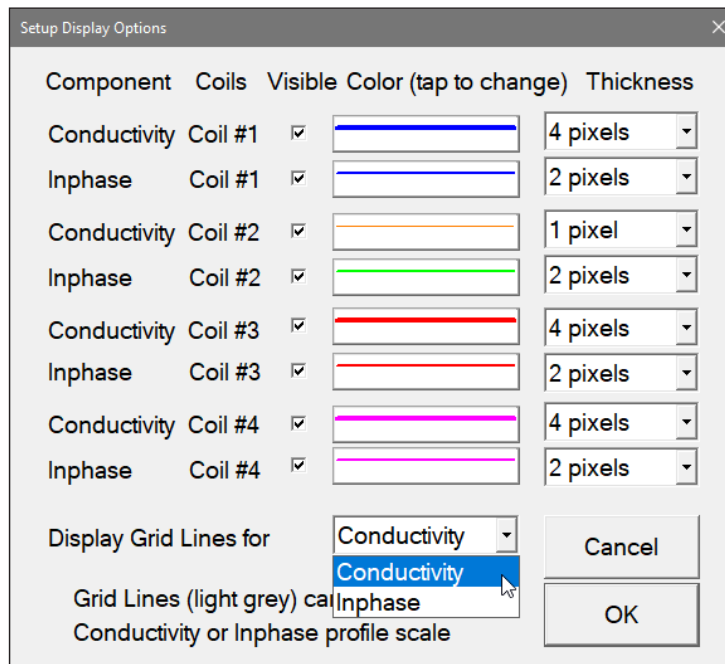 Setup Display Options
Component Coils Visible Color (tap to change) Thickness
Conductivity Coil #1 4 pixels
Inphase Coil #1 2 pixels
Conductivity Coil #2 1 pixel
Inphase Coil #2 2 pixels
Conductivity Coil #3 4 pixels
Inphase Coil #3 2 pixels
Conductivity Coil #4 4 pixels
Inphase Coil #4 2 pixels
Display Grid Lines for Conductivity Cancel
Conductivity
Grid Lines (light grey) Inphase OK
Conductivity or Inphase profile scale